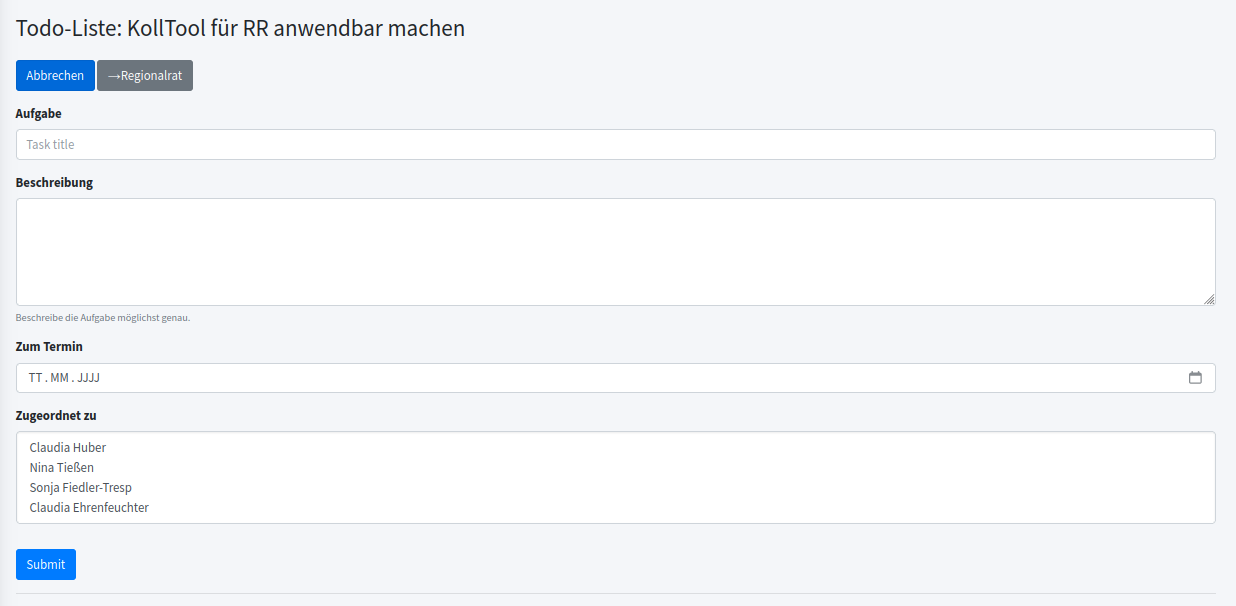 Todo-Liste: KollTool für RR anwendbar machen
Abbrechen →Regionalrat
Aufgabe
Task title
Beschreibung
Beschreibe die Aufgabe möglichst genau.
Zum Termin
TT . MM . JJJJ
Zugeordnet zu
Claudia Huber
Nina Tießen
Sonja Fiedler-Tresp
Claudia Ehrenfeuchter
Submit